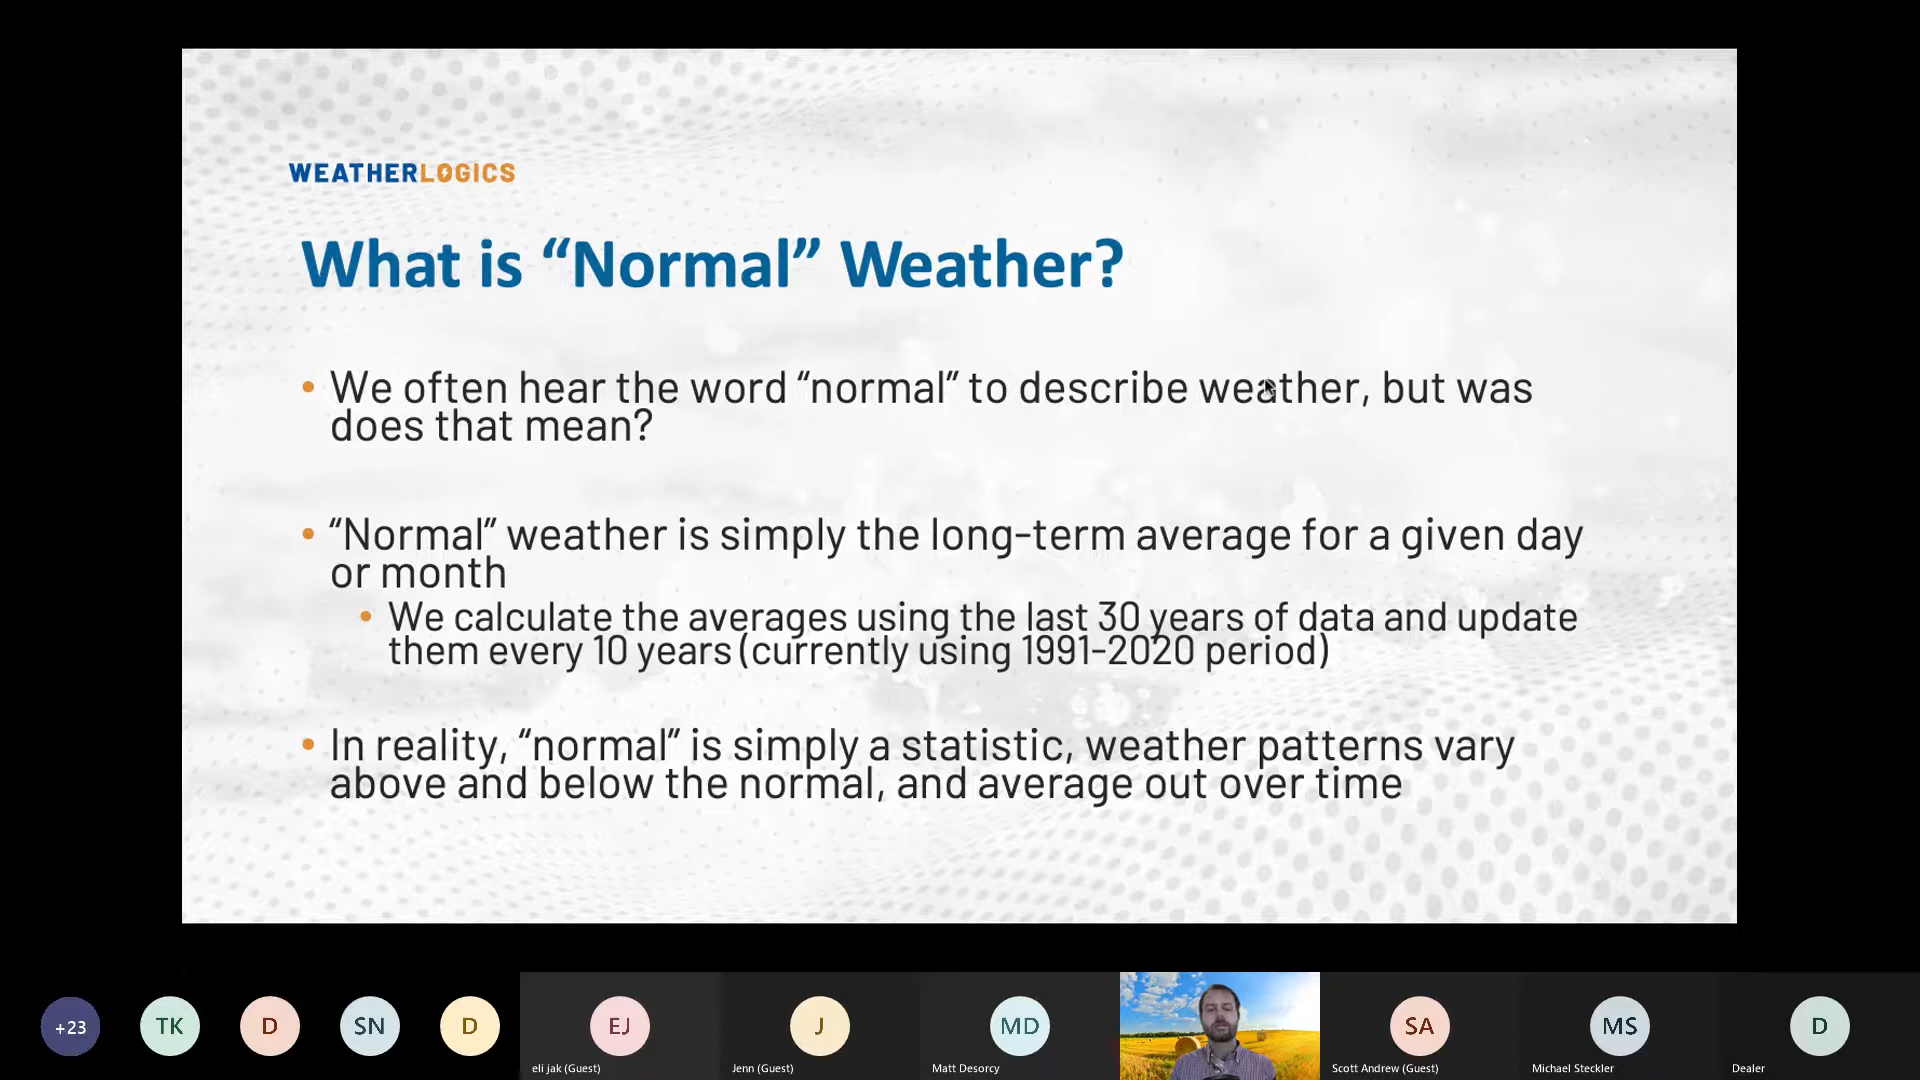 WEATHERLOGICS
What is “Normal” Weather?
• We often hear the word “normal” to describe weather, but was
does that mean?
• “Normal” weather is simply the long-term average for a given day
or month
• We calculate the averages using the last 30 years of data and update
them every 10 years (currently using 1991-2020 period)
• In reality, “normal” is simply a statistic, weather patterns vary
above and below the normal, and average out over time
+23
TK
D
SN
D
EJ
J
MD
SA
MS
D
eli jak (Guest)
Jenn (Guest)
Matt Desorcy
Scott Andrew (Guest)
Michael Steckler
Dealer